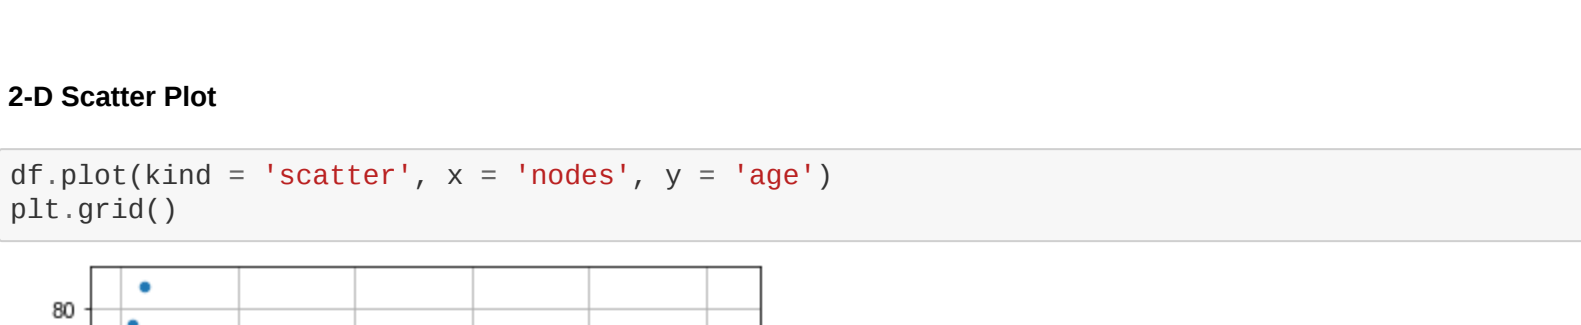 2-D Scatter Plot
df.plot(kind = 'scatter', x = 'nodes', y = 'age')
plt.grid()
80